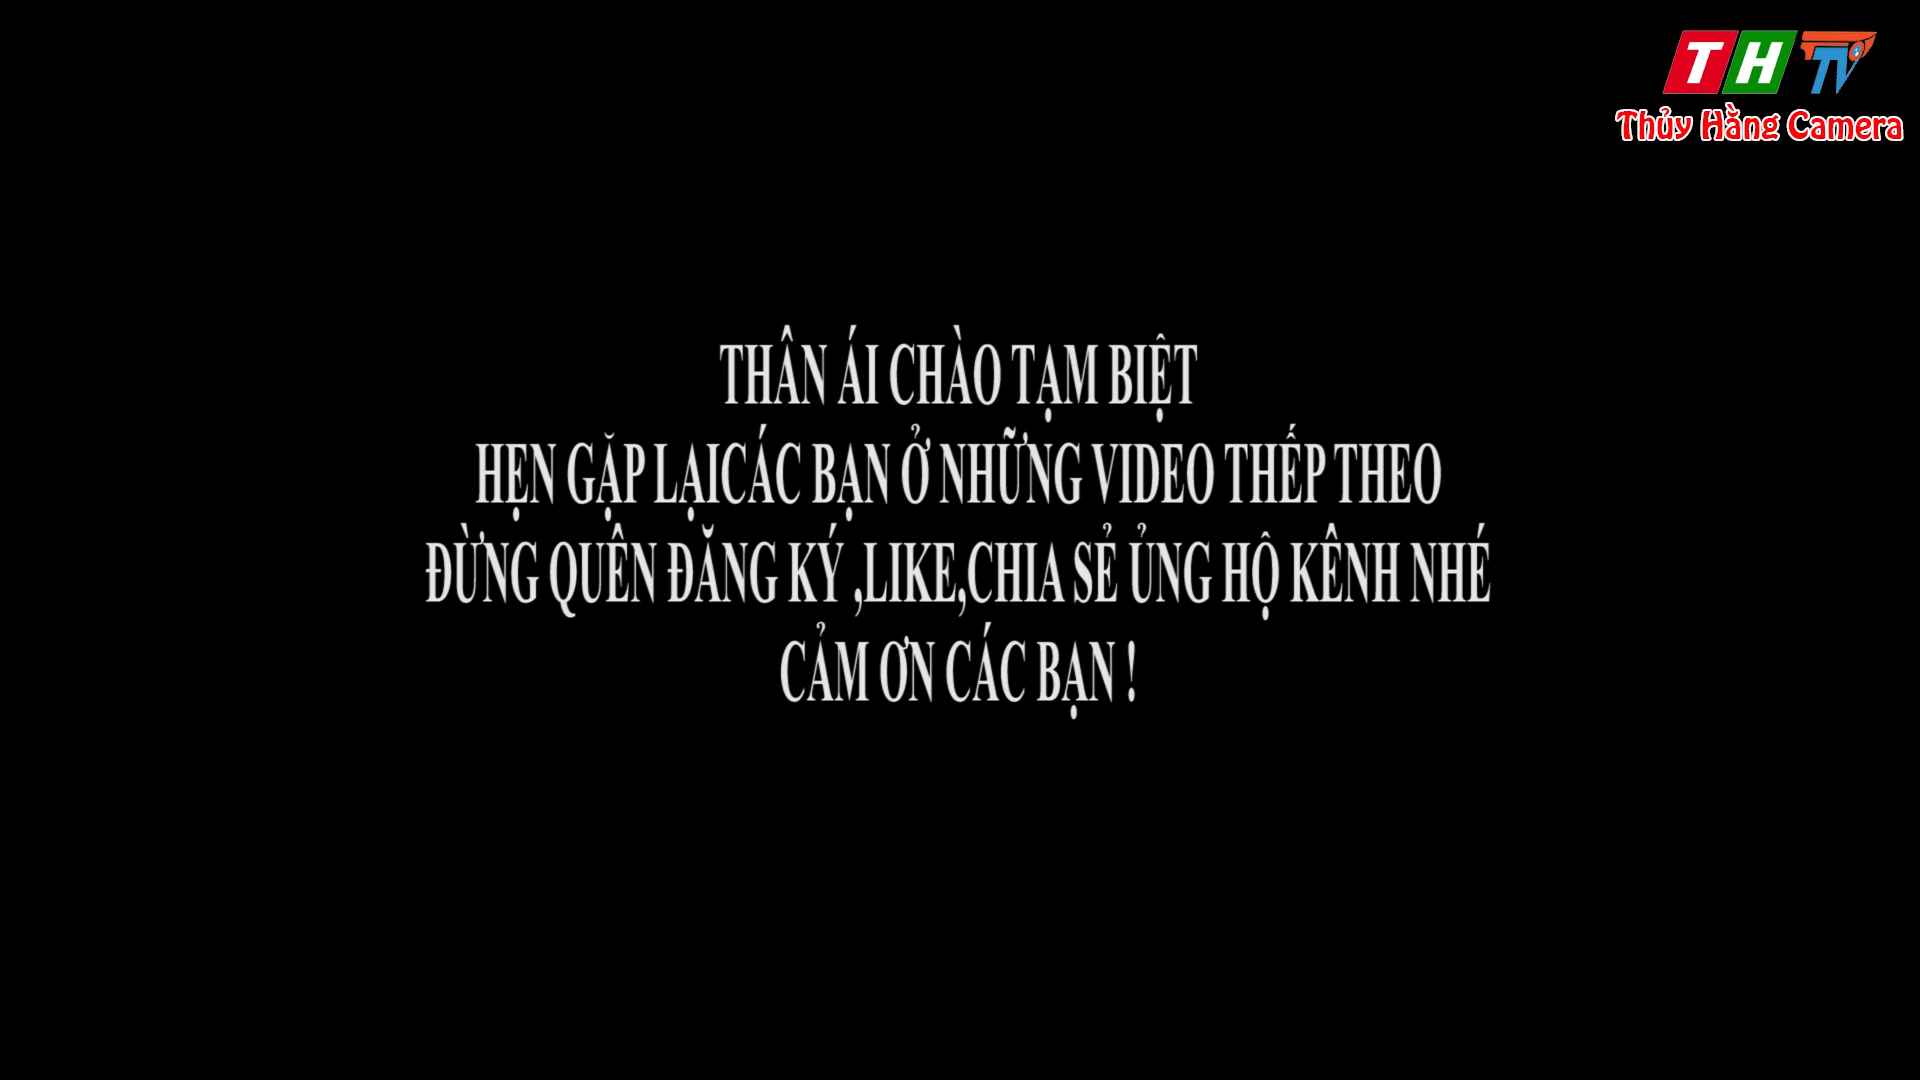 TH TV
Thủy Hằng Camera
THÂN ÁI CHÀO TẠM BIỆT
HẸN GẶP LẠICÁC BẠN Ở NHỮNG VIDEO THẾP THEO
ĐỪNG QUÊN ĐĂNG KÝ ,LIKE,CHIA SẺ ỦNG HỘ KÊNH NHÉ
CẢM ƠN CÁC BẠN !